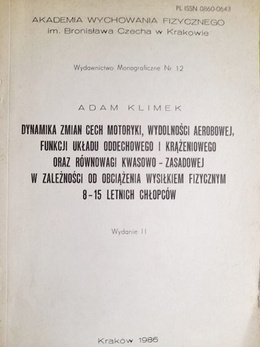 PL ISSN 0860-0643
AKADEMIA WYCHOWANIA FIZYCZNEGO
im. Bronisława Czecha w Krakowie
Wydawnictwo Monograficzne Nr 12
ADAM KLIMEK
DYNAMIKA ZMIAN CECH MOTORYKI, WYDOLNOŚCI AEROBOWEJ,
FUNKCJI UKŁADU ODDECHOWEGO I KRĄŻENIOWEGO
ORAZ RÓWNOWAGI KWASOWO-ZASADOWEJ
W ZALEŻNOŚCI OD OBCIĄŻENIA WYSIŁKIEM FIZYCZNYM
8-15 LETNICH CHŁOPCÓW
Wydanie II
Kraków 1986